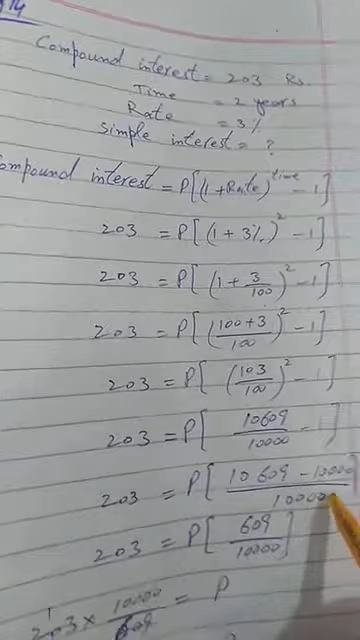 14
Compound interest = 203 Rs.
Time = 2 years
Rate = 3%
Simple interest = ?
ompound interest = P[(1+Rate)^time - 1]
203 = P[(1 + 3%)^2 - 1]
203 = P[(1 + 3/100)^2 - 1]
203 = P[(100+3/100)^2 - 1]
203 = P[(103/100)^2 - 1]
203 = P[10609/10000 - 1]
203 = P[10609 - 10000/10000]
203 = P[609/10000]
203 × 10000/609 = P